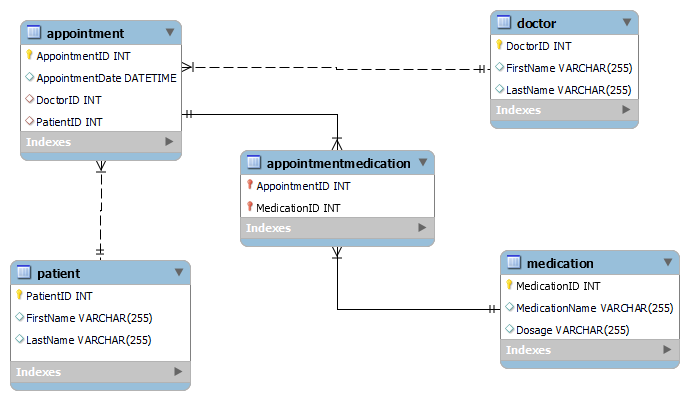 appointment
AppointmentID INT
AppointmentDate DATETIME
DoctorID INT
PatientID INT
Indexes
doctor
DoctorID INT
FirstName VARCHAR(255)
LastName VARCHAR(255)
Indexes
appointmentmedication
AppointmentID INT
MedicationID INT
Indexes
patient
PatientID INT
FirstName VARCHAR(255)
LastName VARCHAR(255)
Indexes
medication
MedicationID INT
MedicationName VARCHAR(255)
Dosage VARCHAR(255)
Indexes